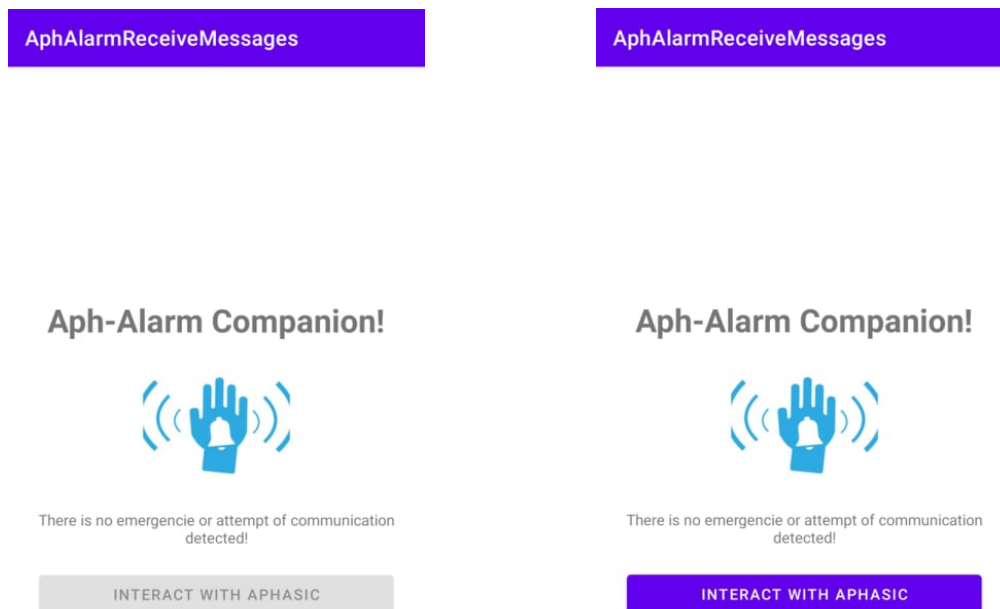 AphAlarmReceiveMessages
Aph-Alarm Companion!
There is no emergencie or attempt of communication
detected!
INTERACT WITH APHASIC
AphAlarmReceiveMessages
Aph-Alarm Companion!
There is no emergencie or attempt of communication
detected!
INTERACT WITH APHASIC